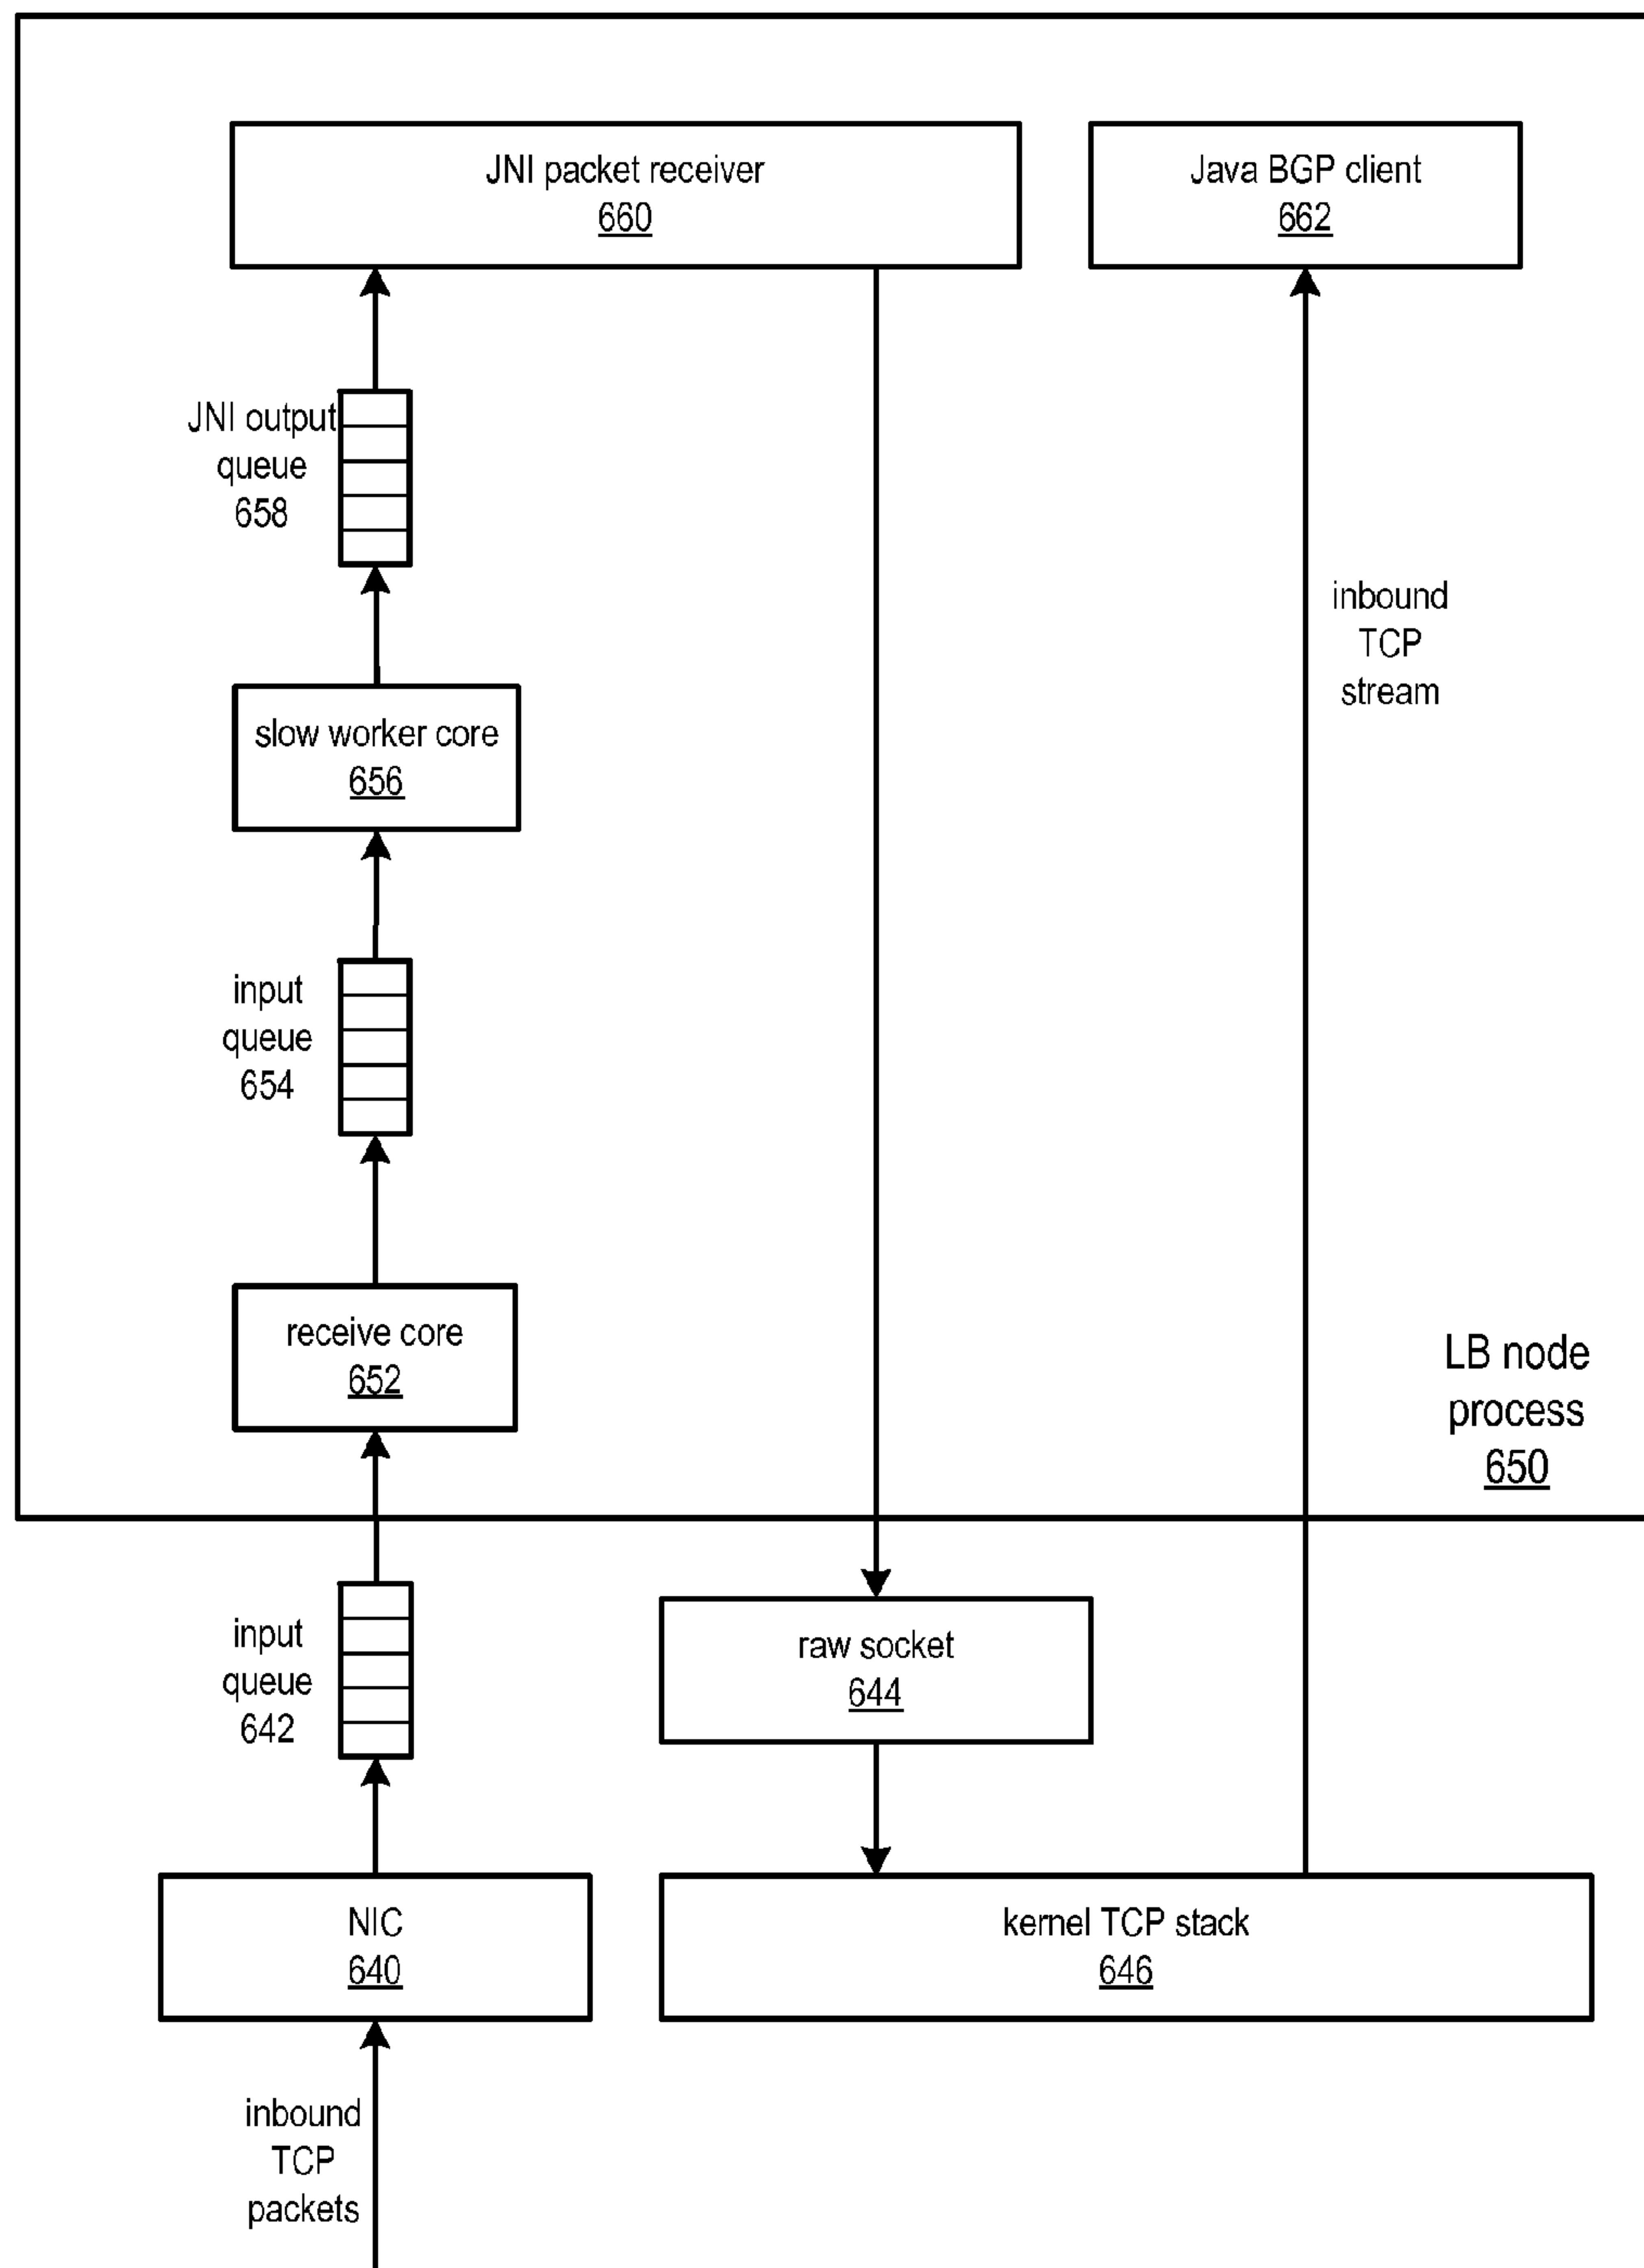 JNI packet receiver
660
Java BGP client
662
JNI output
queue
658
inbound
TCP
stream
slow worker core
656
input
queue
654
receive core
652
LB node
process
650
input
queue
642
raw socket
644
NIC
640
kernel TCP stack
646
inbound
TCP
packets